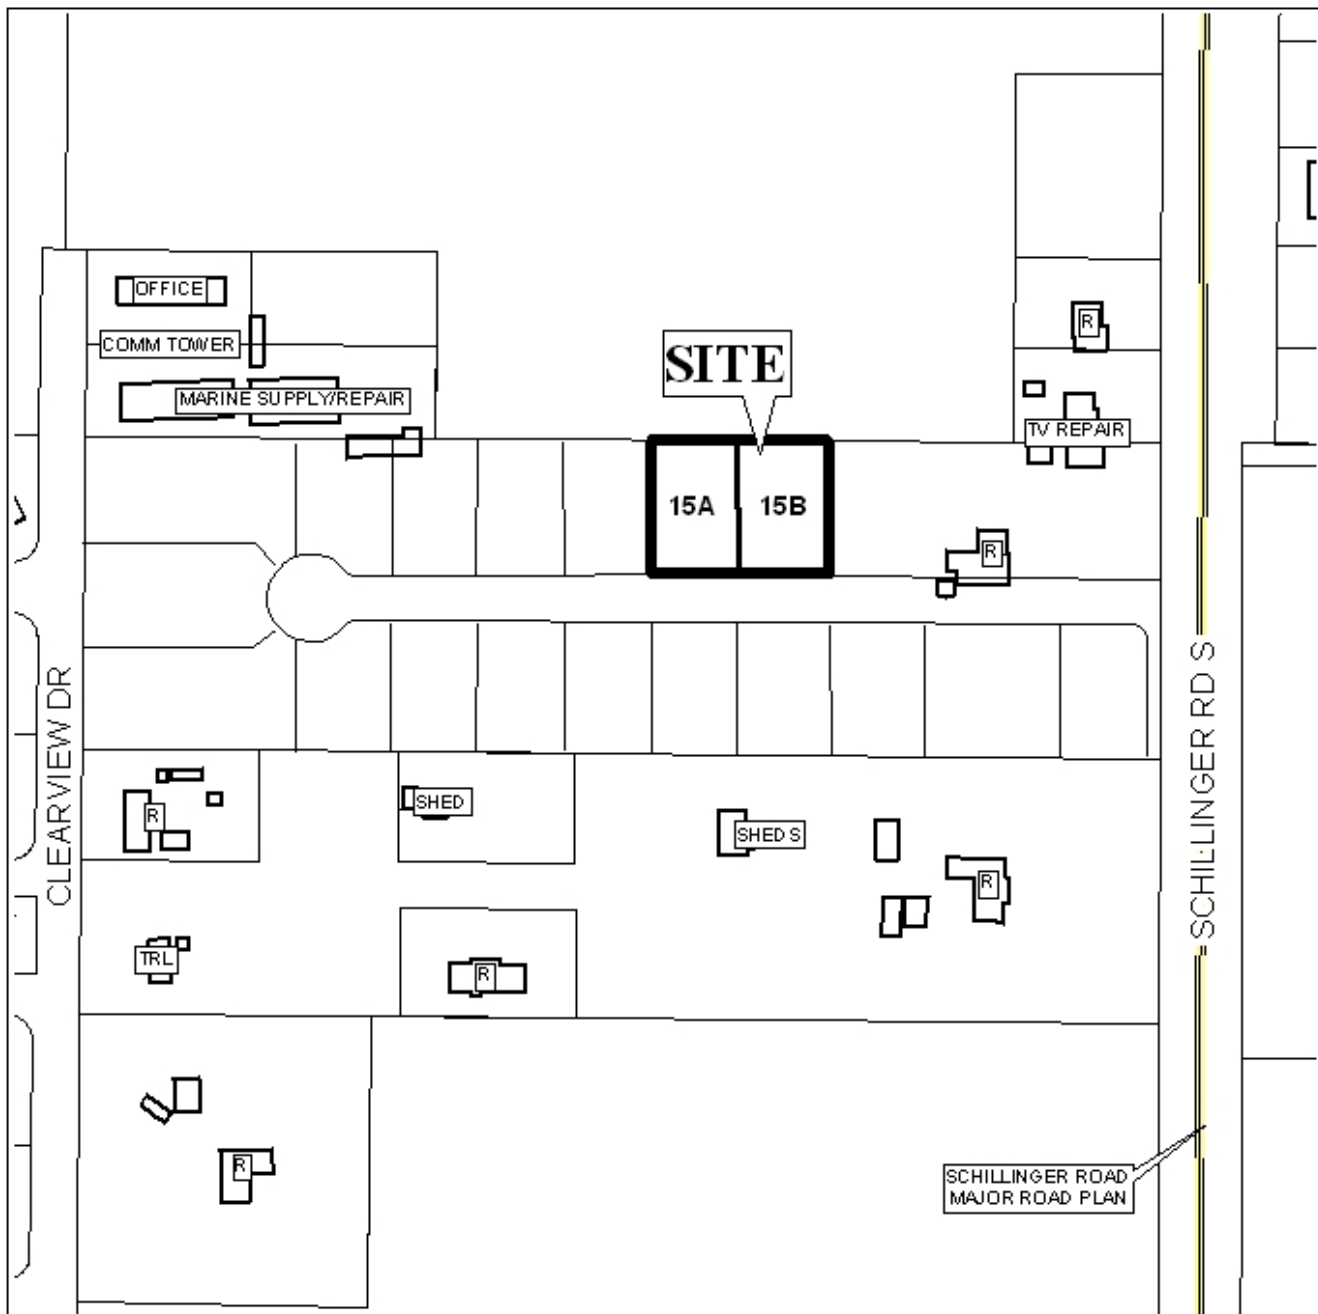 OFFICE
COMM TOWER
MARINE SUPPLY/REPAIR
SITE
R
TV REPAIR
15A
15B
R
CLEARVIEW DR
SCHILLINGER RD S
R
SHED
SHED S
R
TRL
R
R
SCHILLINGER ROAD
MAJOR ROAD PLAN